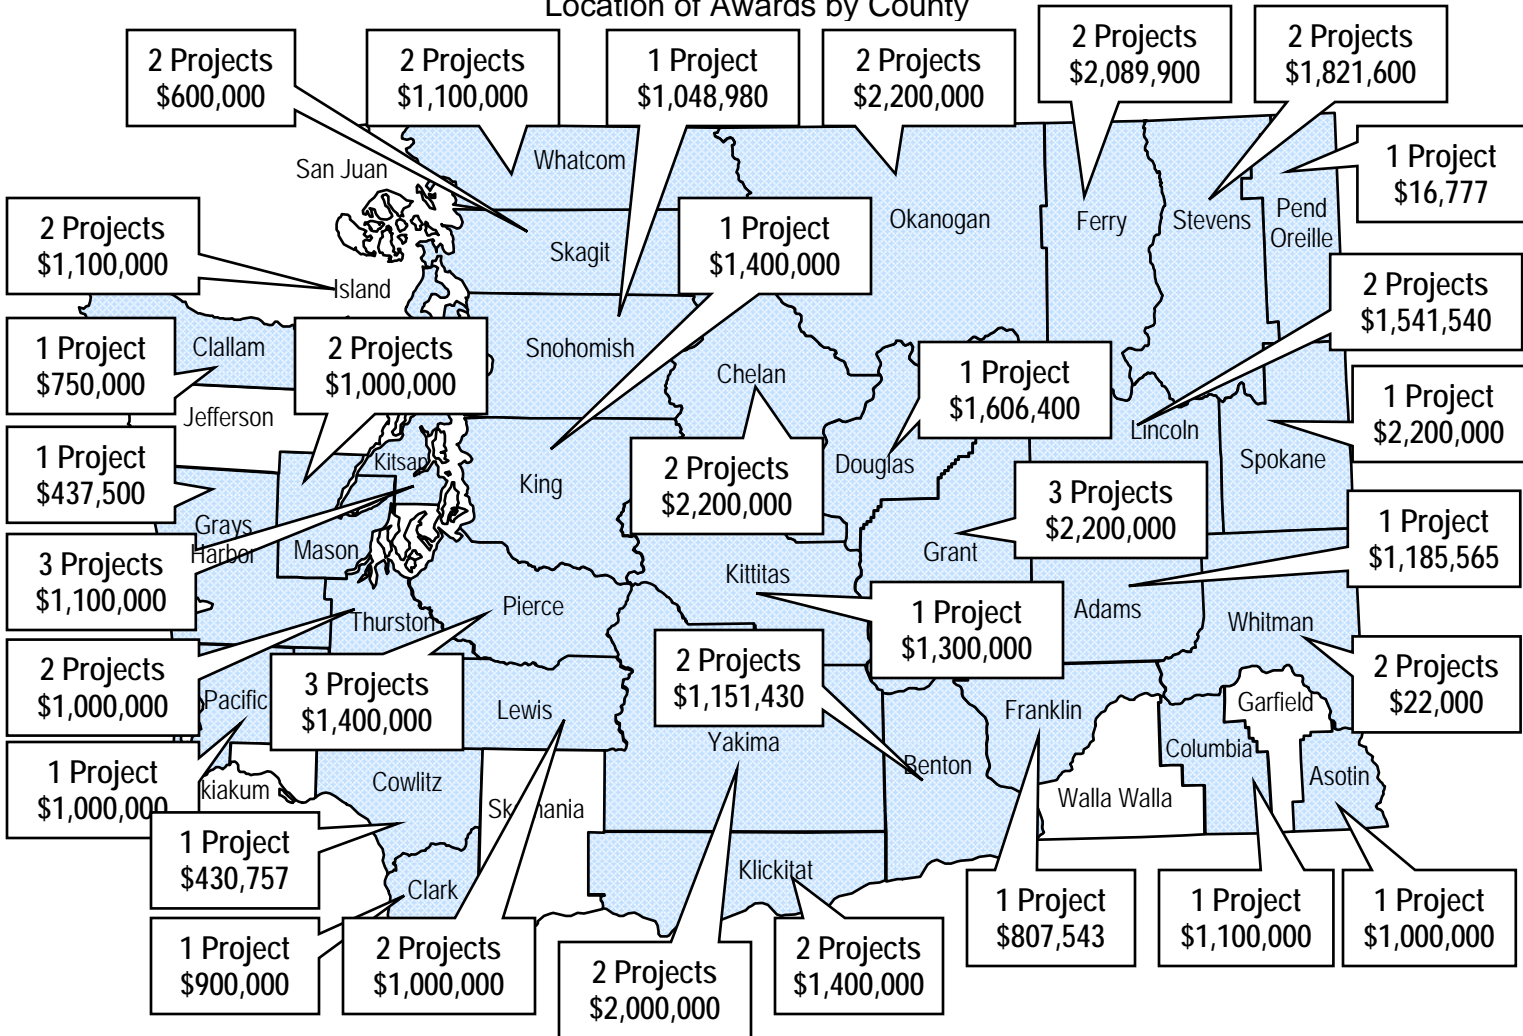 Location of Awards by County
2 Projects
$600,000
2 Projects
$1,100,000
1 Project
$1,048,980
2 Projects
$2,200,000
2 Projects
$2,089,900
2 Projects
$1,821,600
1 Project
$16,777
San Juan
Whatcom
Okanogan
Ferry
Stevens
Pend
Oreille
2 Projects
$1,100,000
Skagit
1 Project
$1,400,000
Island
2 Projects
$1,541,540
1 Project
$750,000
Clallam
2 Projects
$1,000,000
Snohomish
Chelan
1 Project
$1,606,400
Jefferson
Lincoln
1 Project
$2,200,000
1 Project
$437,500
Kitsap
King
2 Projects
$2,200,000
Douglas
3 Projects
$2,200,000
Spokane
Grays
Harbor
Mason
Kittitas
Grant
1 Project
$1,185,565
3 Projects
$1,100,000
Thurston
Pierce
1 Project
$1,300,000
Adams
Whitman
2 Projects
$1,000,000
Pacific
3 Projects
$1,400,000
Lewis
2 Projects
$1,151,430
Yakima
Franklin
Garfield
2 Projects
$22,000
1 Project
$1,000,000
kiakum
Cowlitz
Sk mania
Benton
Walla Walla
Columbia
Asotin
1 Project
$430,757
Clark
Klickitat
1 Project
$900,000
2 Projects
$1,000,000
2 Projects
$2,000,000
2 Projects
$1,400,000
1 Project
$807,543
1 Project
$1,100,000
1 Project
$1,000,000